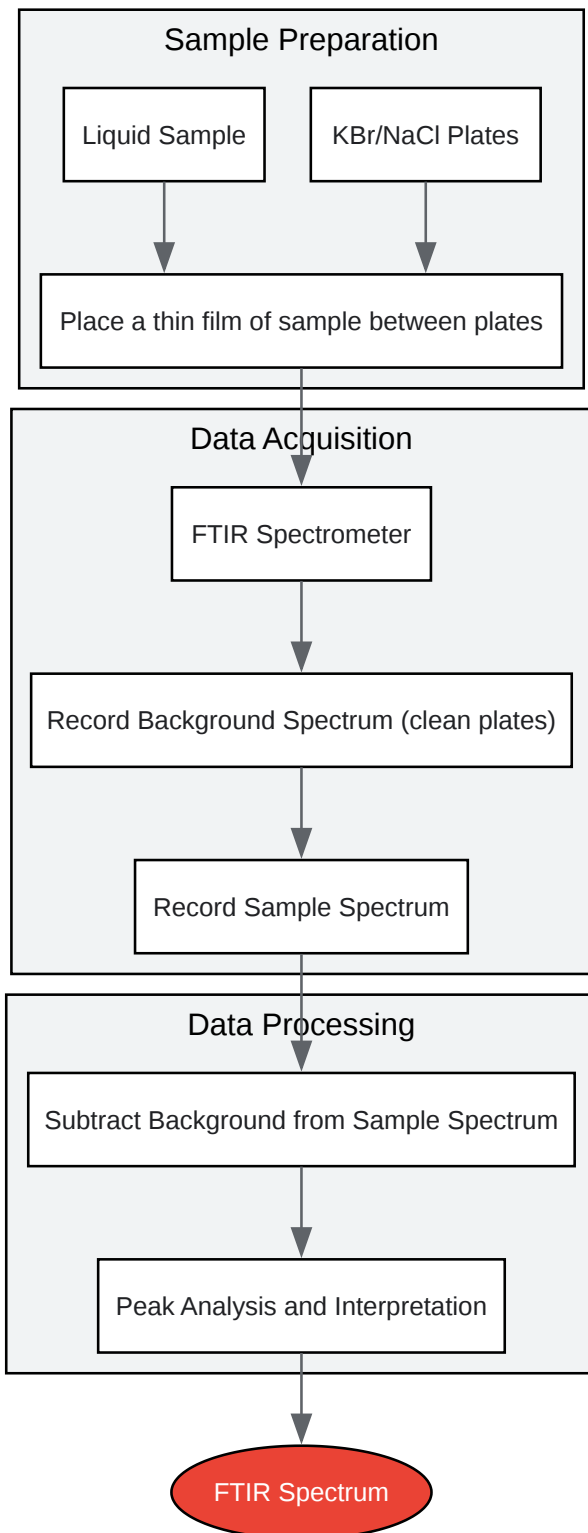 Sample Preparation
Liquid Sample
KBr/NaCl Plates
Place a thin film of sample between plates
Data Acquisition
FTIR Spectrometer
Record Background Spectrum (clean plates)
Record Sample Spectrum
Data Processing
Subtract Background from Sample Spectrum
Peak Analysis and Interpretation
FTIR Spectrum